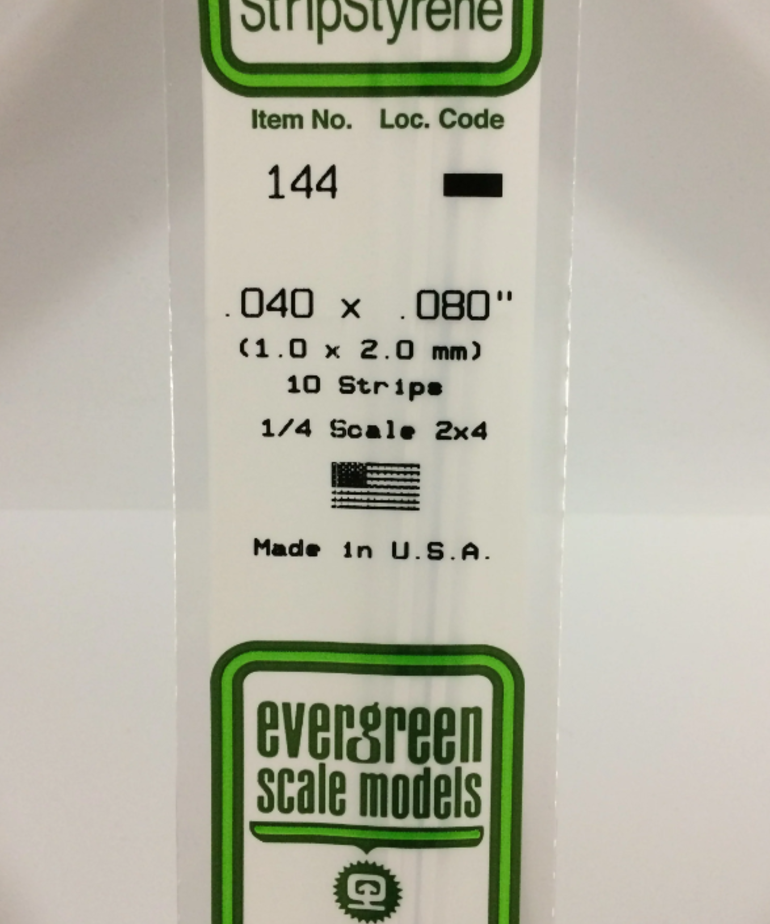 StripStyrene
Item No. Loc. Code
144
.040 x .080"
(1.0 x 2.0 mm)
10 Strips
1/4 Scale 2x4
Made in U.S.A.
evergreen
scale models